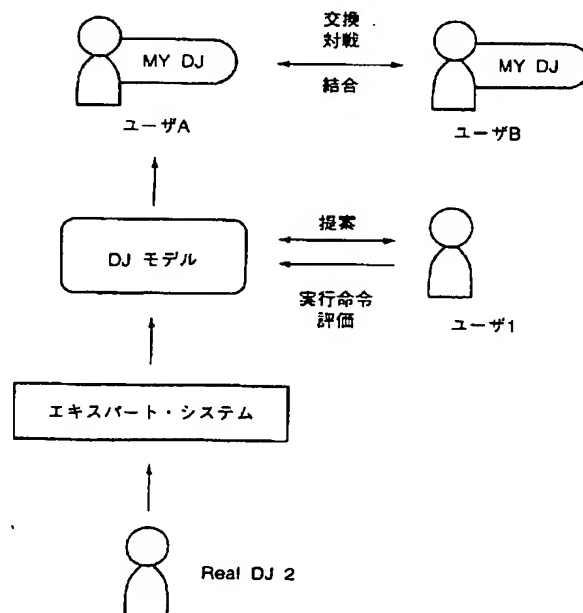 交換
対戦
MY DJ
MY DJ
結合
ユーザA
ユーザB
提案
DJ モデル
実行命令
評価
ユーザ1
エキスパート・システム
Real DJ 2